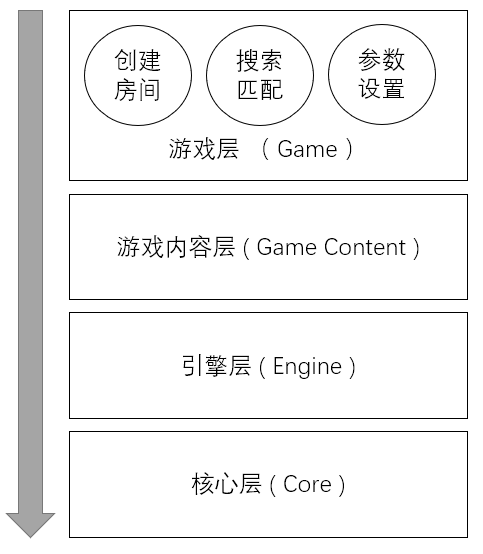 创建
房间
搜索
匹配
参数
设置
游戏层 （ Game ）
游戏内容层 ( Game Content )
引擎层 ( Engine )
核心层 ( Core )